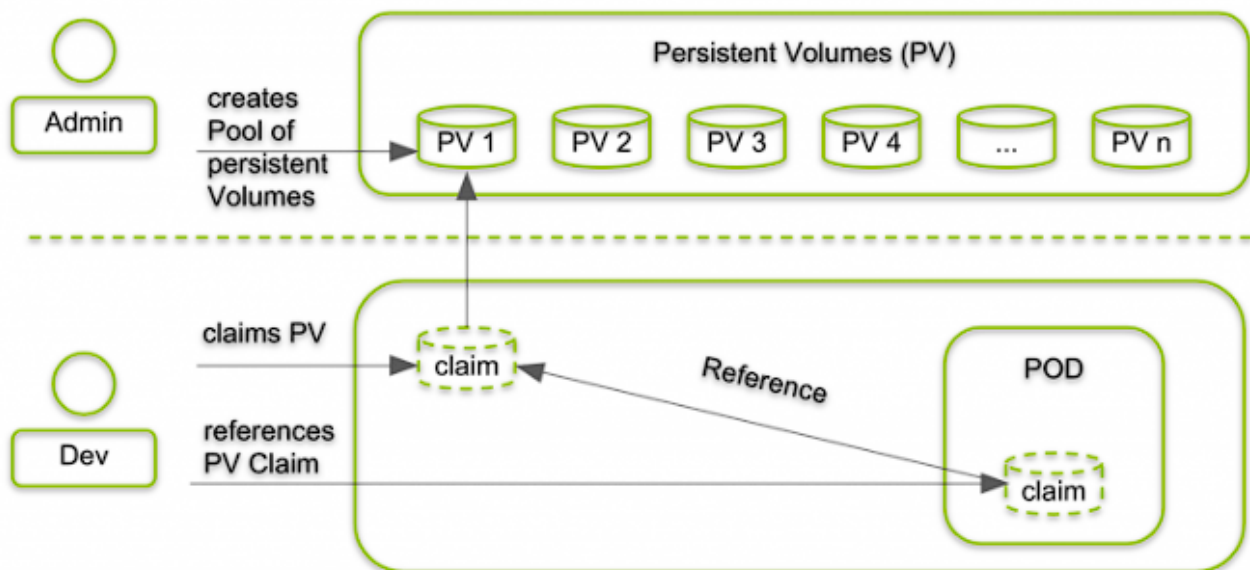 Persistent Volumes (PV)
Admin
creates
Pool of
persistent
Volumes
PV 1
PV 2
PV 3
PV 4
...
PV n
claims PV
claim
Reference
POD
Dev
references
PV Claim
claim